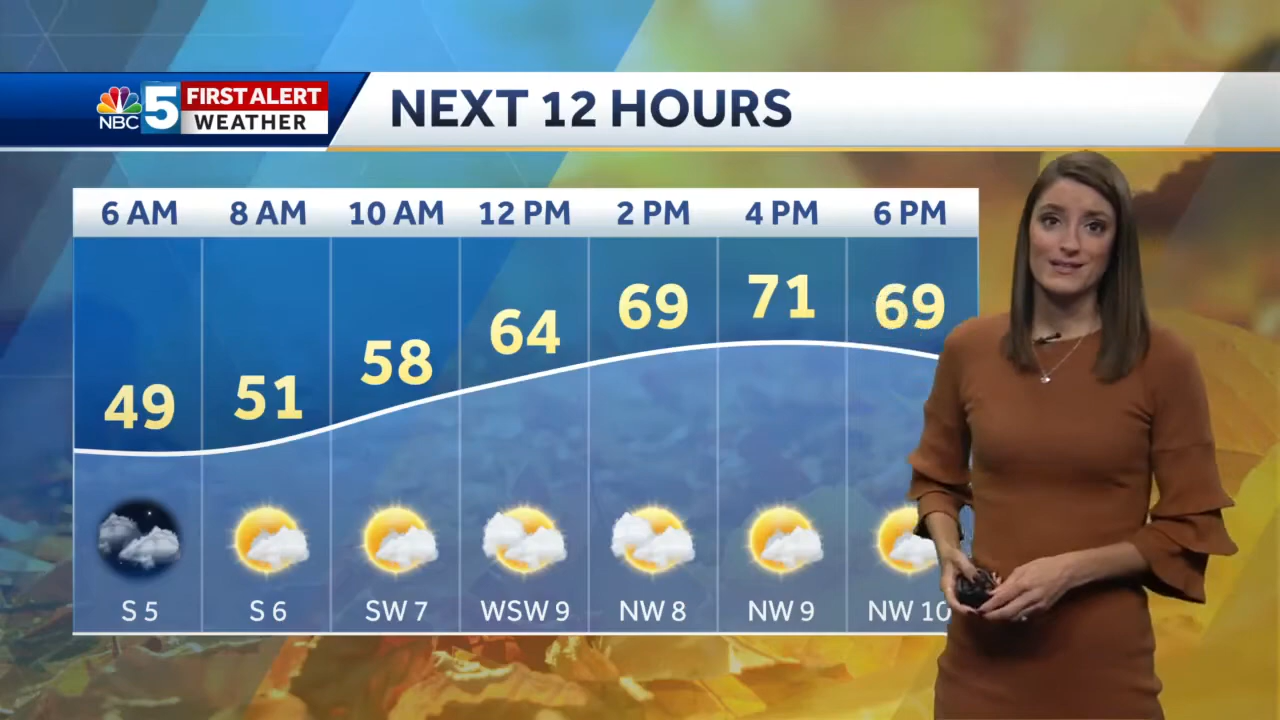 NBC 5 FIRST ALERT WEATHER
NEXT 12 HOURS
6 AM 8 AM 10 AM 12 PM 2 PM 4 PM 6 PM
49 51 58 64 69 71 69
S 5 S 6 SW 7 WSW 9 NW 8 NW 9 NW 10